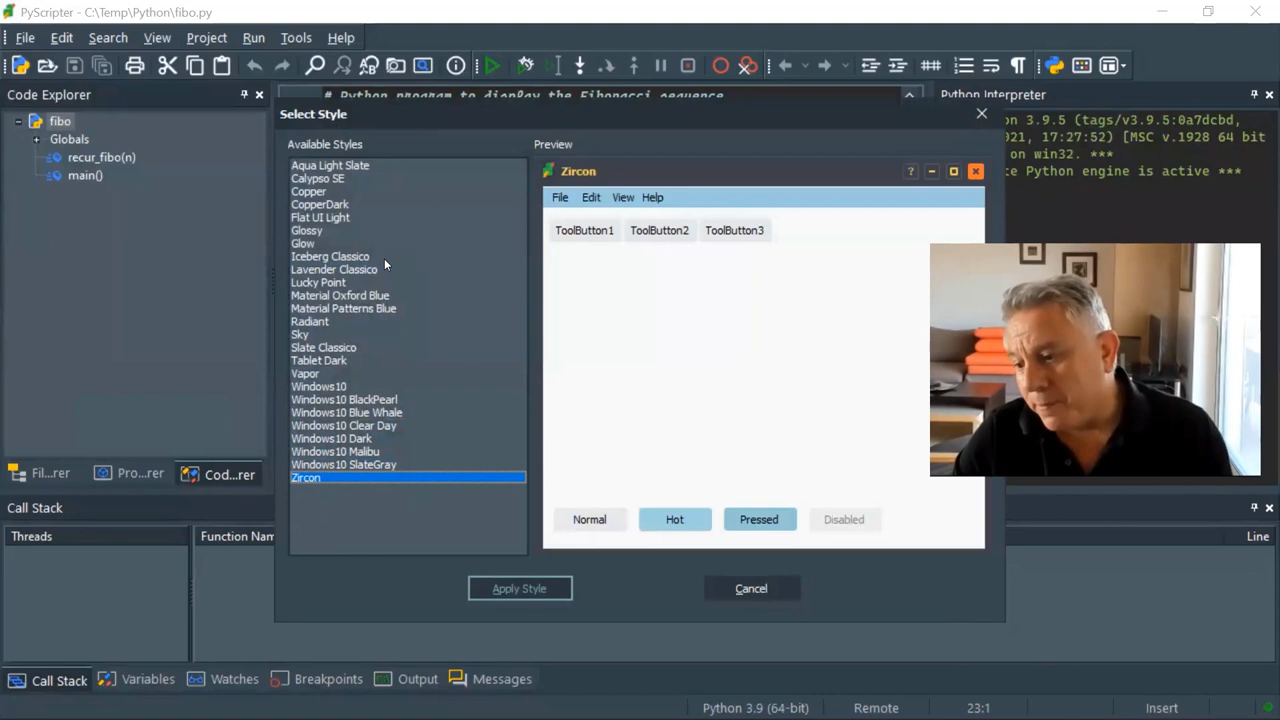 PyScripter - C:\Temp\Python\fibo.py
File Edit Search View Project Run Tools Help
Code Explorer
fibo
Globals
recur_fibo(n)
main()
Fil...rer
Pro...rer
Cod...rer
# Python program to display the Fibonacci sequence
Select Style
Available Styles
Aqua Light Slate
Calypso SE
Copper
CopperDark
Flat UI Light
Glossy
Glow
Iceberg Classico
Lavender Classico
Lucky Point
Material Oxford Blue
Material Patterns Blue
Radiant
Sky
Slate Classico
Tablet Dark
Vapor
Windows10
Windows10 BlackPearl
Windows10 Blue Whale
Windows10 Clear Day
Windows10 Dark
Windows10 Malibu
Windows10 SlateGray
Zircon
Preview
Zircon
File Edit View Help
ToolButton1 ToolButton2 ToolButton3
Normal Hot Pressed Disabled
Apply Style Cancel
Python Interpreter
on 3.9.5 (tags/v3.9.5:0a7dcbd,
021, 17:27:52) [MSC v.1928 64 bit
on win32. ***
te Python engine is active ***
Call Stack
Threads Function Nam Line
Call Stack Variables Watches Breakpoints Output Messages
Python 3.9 (64-bit) Remote 23:1 Insert